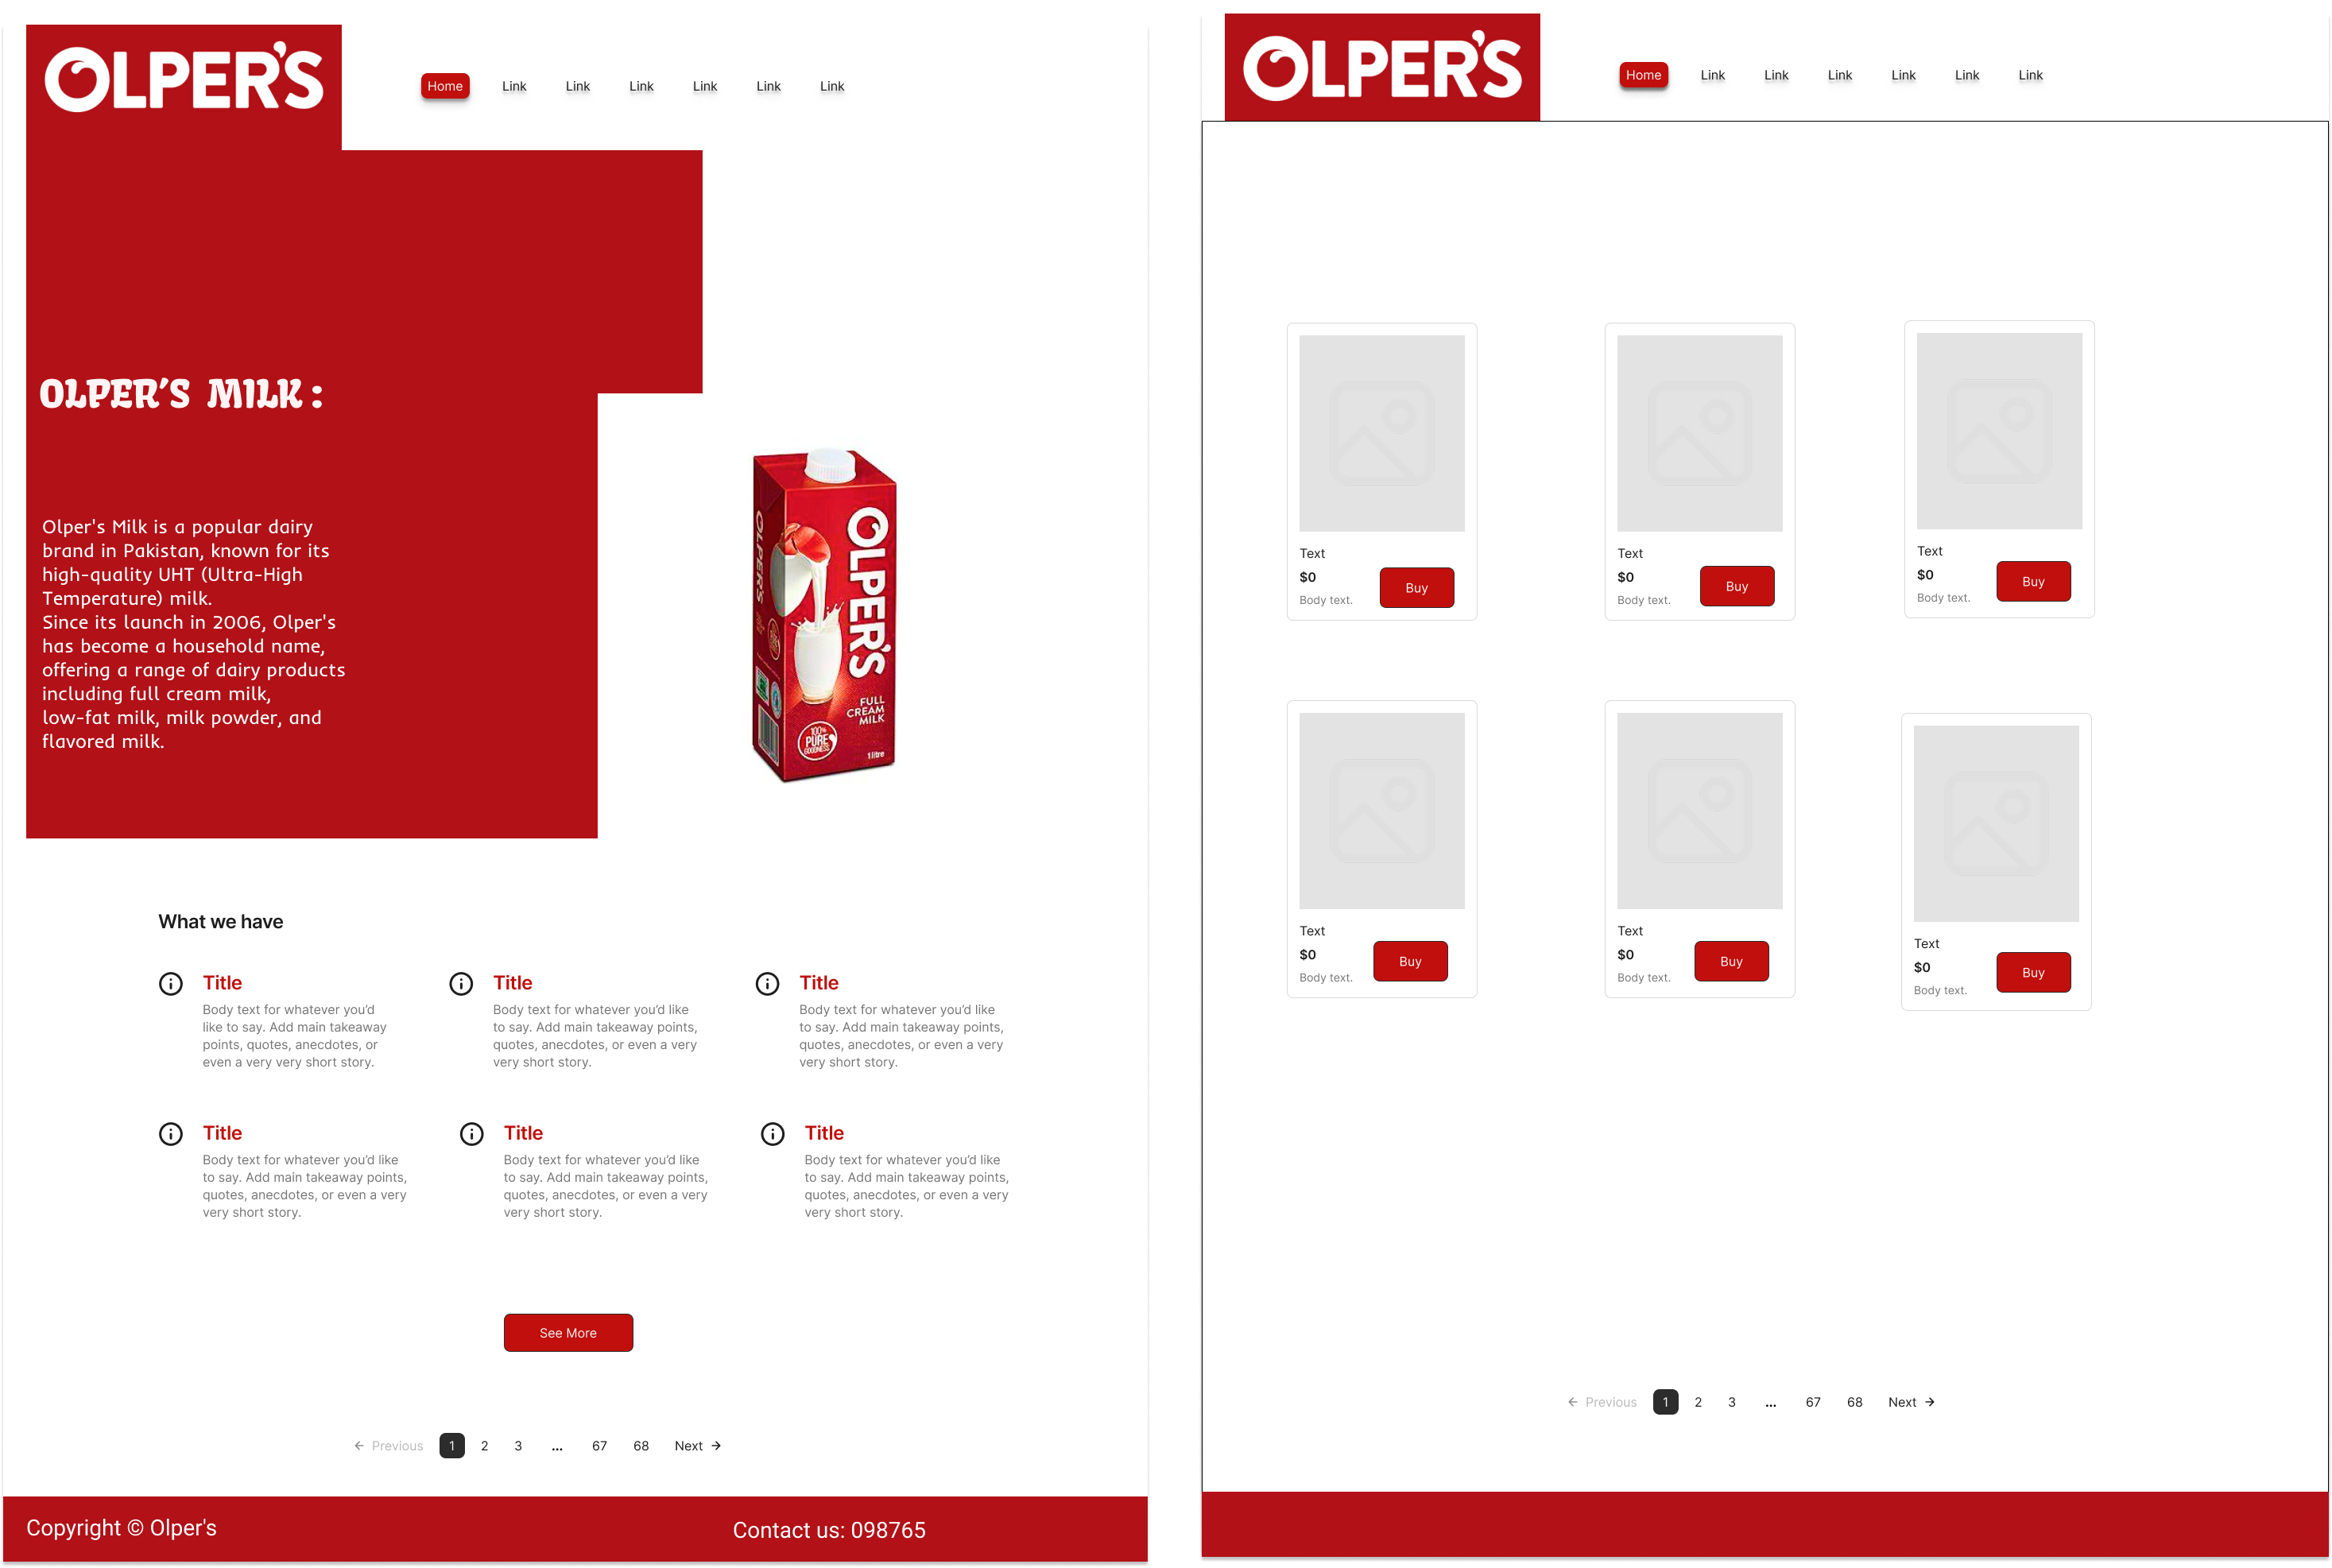 OLPER'S
Home Link Link Link Link Link Link
OLPER'S MILK :
Olper's Milk is a popular dairy
brand in Pakistan, known for its
high-quality UHT (Ultra-High
Temperature) milk.
Since its launch in 2006, Olper's
has become a household name,
offering a range of dairy products
including full cream milk,
low-fat milk, milk powder, and
flavored milk.
OLPER'S
OLPER'S
FULL
CREAM
MILK
100%
PURE
GOODNESS
1 litre
What we have
Title
Body text for whatever you'd
like to say. Add main takeaway
points, quotes, anecdotes, or
even a very very short story.
Title
Body text for whatever you'd like
to say. Add main takeaway points,
quotes, anecdotes, or even a very
very short story.
Title
Body text for whatever you'd like
to say. Add main takeaway points,
quotes, anecdotes, or even a very
very short story.
Title
Body text for whatever you'd like
to say. Add main takeaway points,
quotes, anecdotes, or even a very
very short story.
Title
Body text for whatever you'd like
to say. Add main takeaway points,
quotes, anecdotes, or even a very
very short story.
Title
Body text for whatever you'd like
to say. Add main takeaway points,
quotes, anecdotes, or even a very
very short story.
See More
← Previous 1 2 3 ... 67 68 Next →
Copyright © Olper's
Contact us: 098765
OLPER'S
Home Link Link Link Link Link Link
Text
$0
Body text.
Buy
Text
$0
Body text.
Buy
Text
$0
Body text.
Buy
Text
$0
Body text.
Buy
Text
$0
Body text.
Buy
Text
$0
Body text.
Buy
← Previous 1 2 3 ... 67 68 Next →